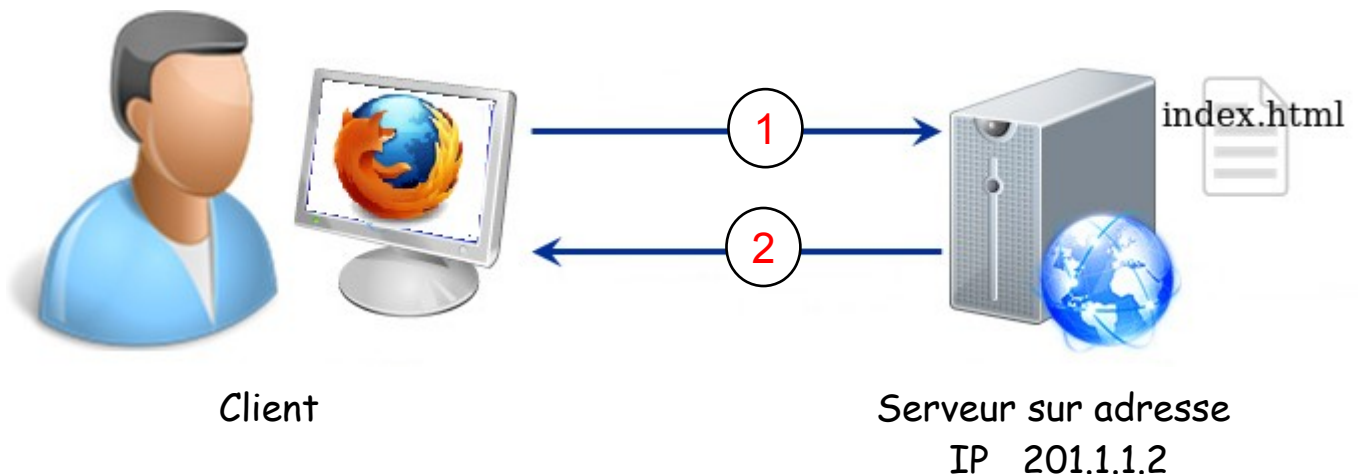 1
index.html
2
Client
Serveur sur adresse
IP 201.1.1.2